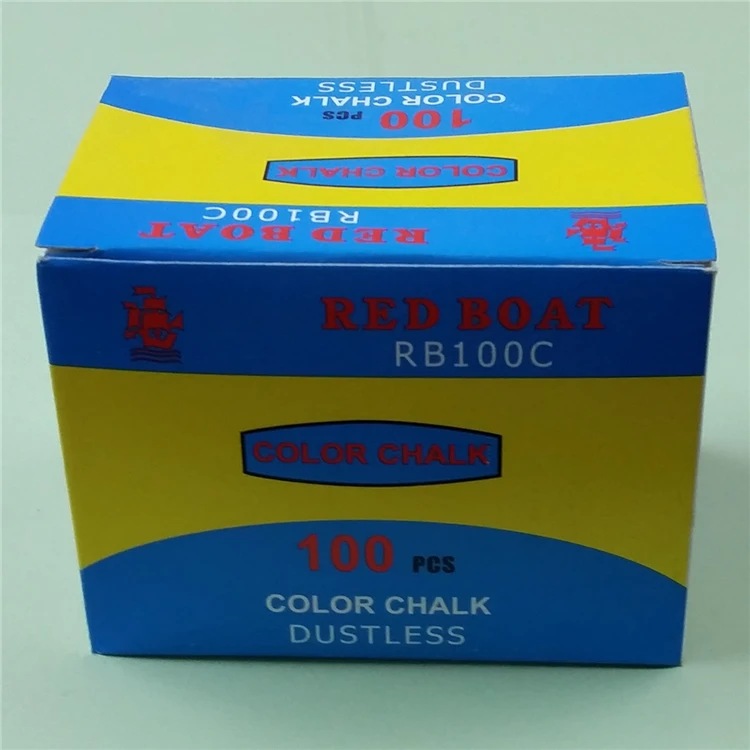 COLOR CHALK
DUSTLESS
100 PCS
COLOR CHALK
RED BOAT
RB100C
RED BOAT
RB100C
COLOR CHALK
100 PCS
COLOR CHALK
DUSTLESS